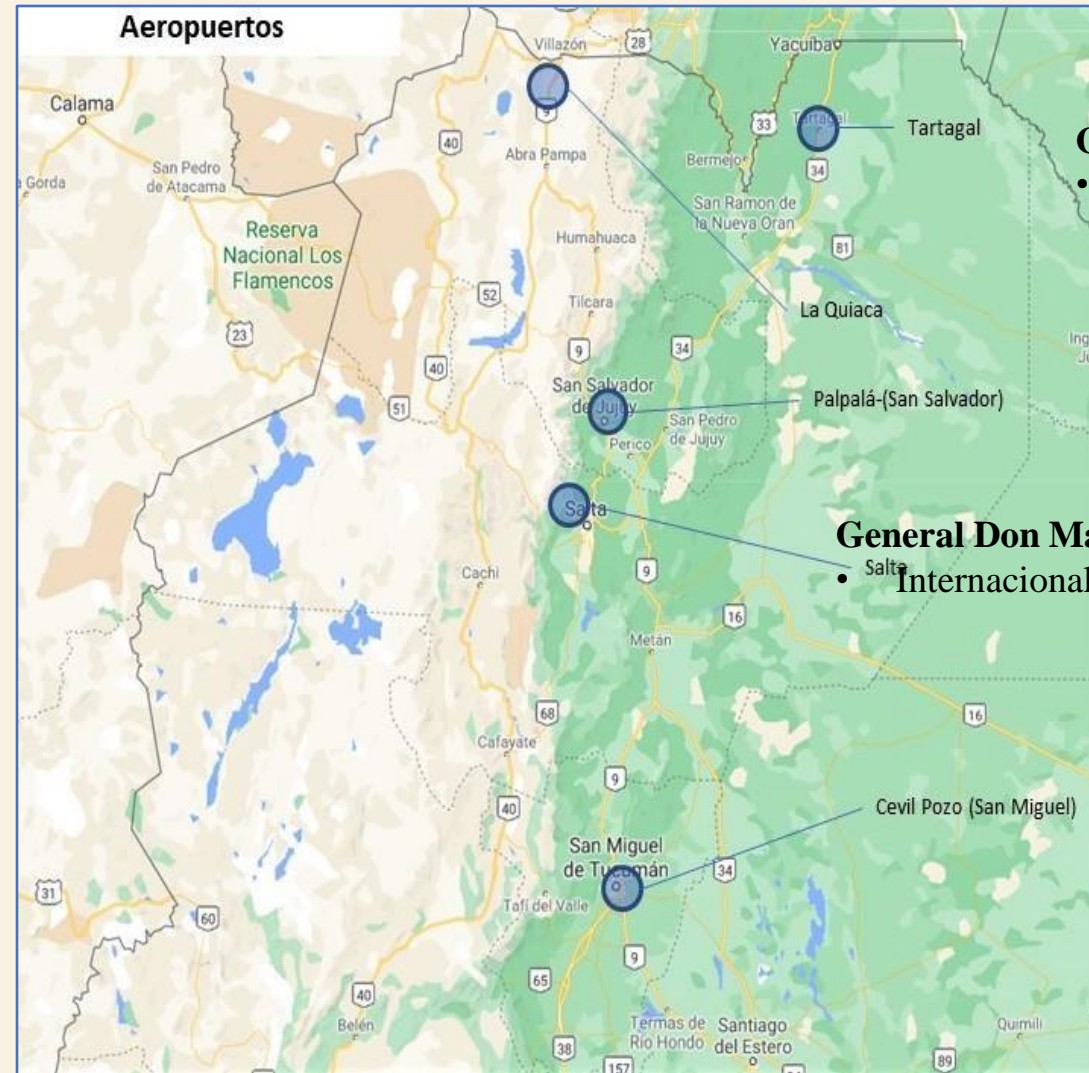 Aeropuertos
Villazón
28
Yacuiba
Calama
9
40
33
Tartagal
Tartagal
San Pedro
de Atacama
Abra Pampa
Bermejo
34
Gorda
San Ramon de
la Nueva Oran
Reserva
Nacional Los
Flamencos
Humahuaca
81
52
Tilcara
La Quiaca
23
9
34
40
San Salvador
de Jujuy
51
Palpalá-(San Salvador)
San Pedro
de Jujuy
Perico
Salta
General Don Ma
• Internacional
Salta
Cachi
9
16
Metán
68
16
Cafayate
9
40
Cevil Pozo (San Miguel)
San Miguel
de Tucumán
34
31
Tafí del Valle
60
9
65
40
Belén
Termas de
Río Hondo
Santiago
del Estero
Quimili
38
157
89